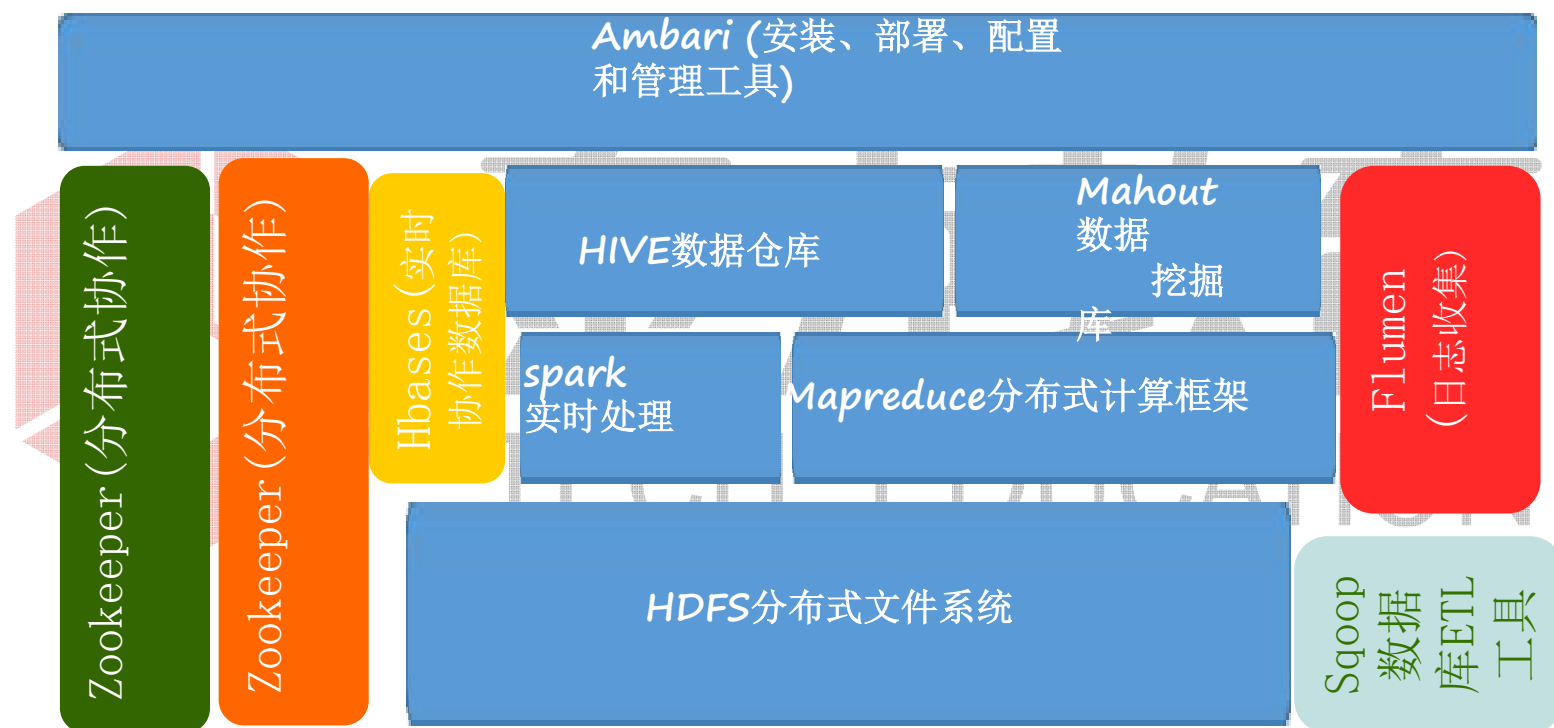 Ambari (安装、部署、配置
和管理工具)
Zookeeper(分布式协作)
Zookeeper(分布式协作)
Hbases(实时
协作数据库)
HIVE数据仓库
Mahout
数据
挖掘
库
spark
实时处理
Mapreduce分布式计算框架
Flumen
(日志收集)
HDFS分布式文件系统
Sqoop
数据
库ETL
工具